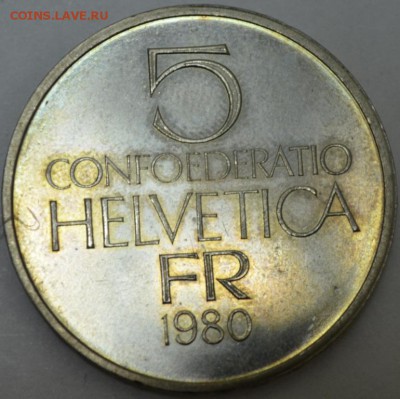 COINS.LAVE.RU
5
CONFOEDERATIO
HELVETICA
FR
1980